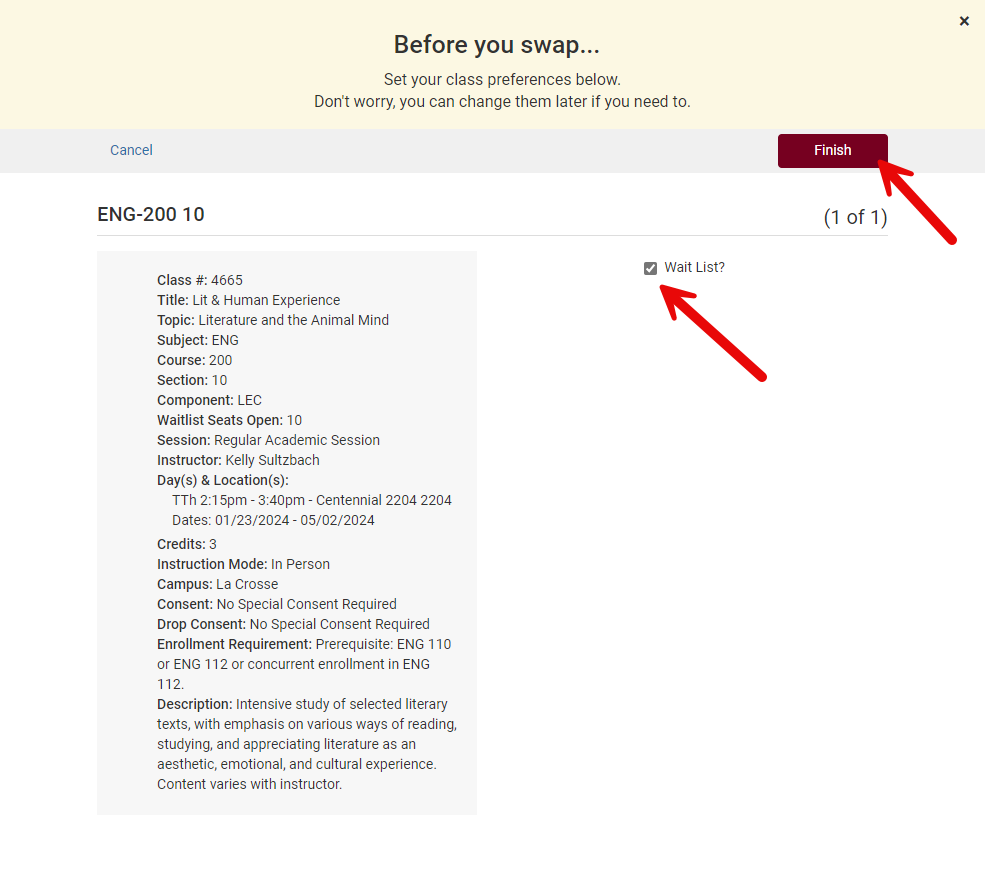 ×
Before you swap...
Set your class preferences below.
Don't worry, you can change them later if you need to.
Cancel
Finish
ENG-200 10
(1 of 1)
Class #: 4665
Title: Lit & Human Experience
Topic: Literature and the Animal Mind
Subject: ENG
Course: 200
Section: 10
Component: LEC
Waitlist Seats Open: 10
Session: Regular Academic Session
Instructor: Kelly Sultzbach
Day(s) & Location(s):
TTh 2:15pm - 3:40pm - Centennial 2204 2204
Dates: 01/23/2024 - 05/02/2024
Credits: 3
Instruction Mode: In Person
Campus: La Crosse
Consent: No Special Consent Required
Drop Consent: No Special Consent Required
Enrollment Requirement: Prerequisite: ENG 110
or ENG 112 or concurrent enrollment in ENG
112.
Description: Intensive study of selected literary
texts, with emphasis on various ways of reading,
studying, and appreciating literature as an
aesthetic, emotional, and cultural experience.
Content varies with instructor.
Wait List?